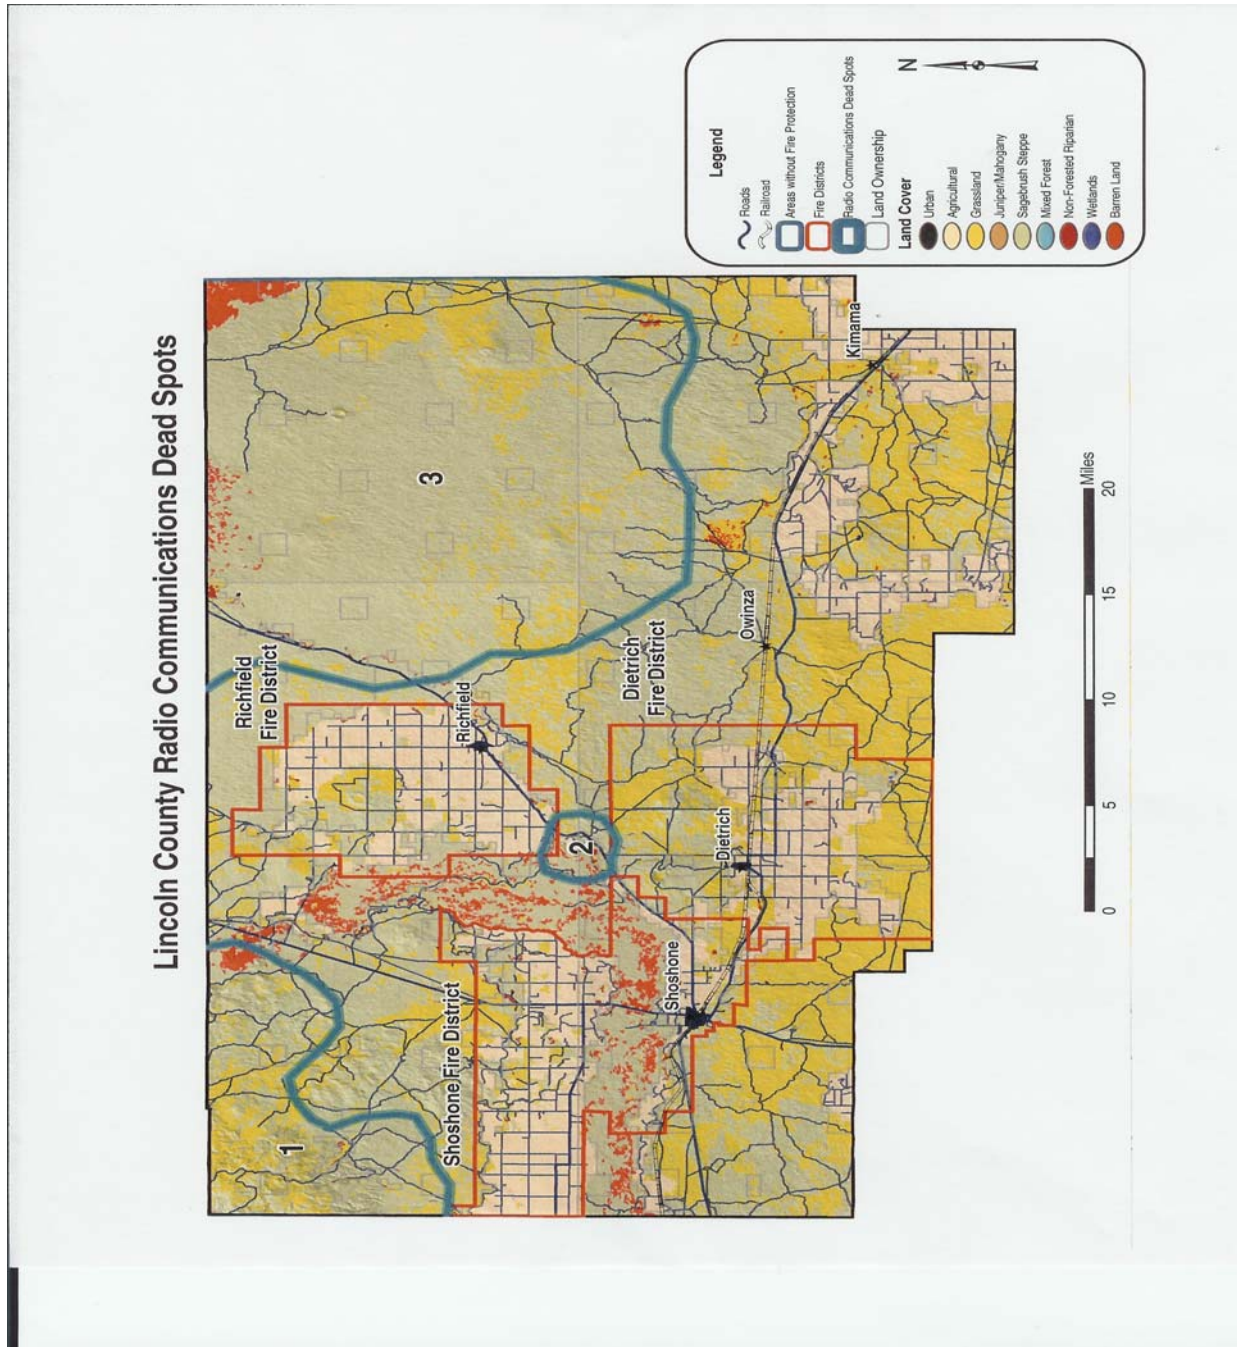 Lincoln County Radio Communications Dead Spots
1
2
3
Richfield
Fire District
Richfield
Shoshone Fire District
Shoshone
Dietrich
Fire District
Dietrich
Owinza
Kimama
0
5
10
15
20
Miles
Legend
Roads
Railroad
Areas without Fire Protection
Fire Districts
Radio Communications Dead Spots
Land Ownership
Land Cover
Urban
Agricultural
Grassland
Juniper/Mahogany
Sagebrush Steppe
Mixed Forest
Non-Forested Riparian
Wetlands
Barren Land
N